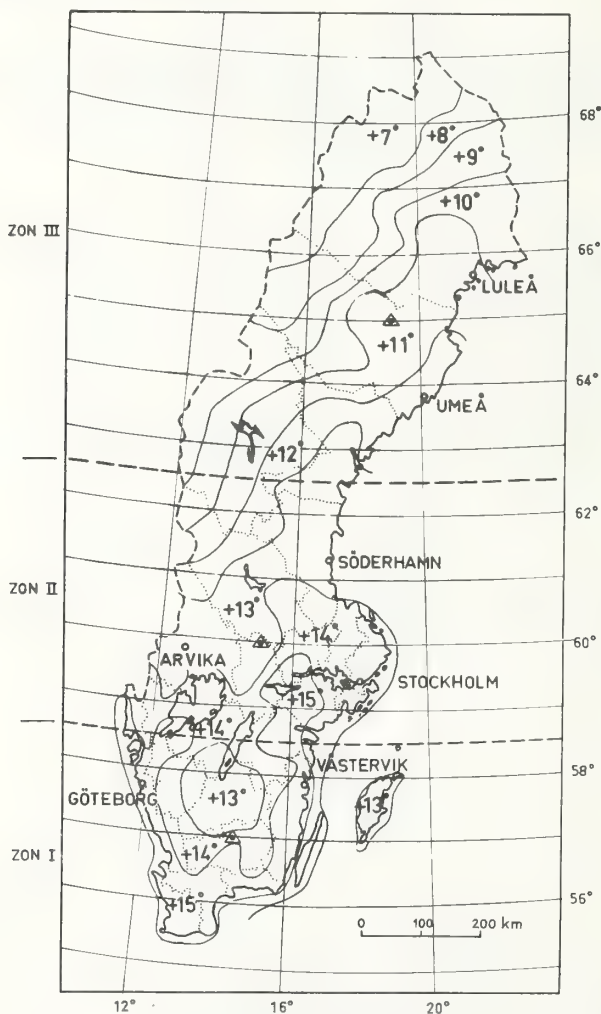 68°
+7°
+8°
+9°
+10°
ZON III
66°
LULEÅ
+11°
64°
UMEÅ
+12°
62°
SÖDERHAMN
ZON II
+13°
+14°
60°
ARVIKA
STOCKHOLM
+15°
+14°
VÄSTERVIK
58°
GÖTEBORG
+13°
+13°
ZON I
+14°
+15°
56°
0 100 200 km
12° 16° 20°